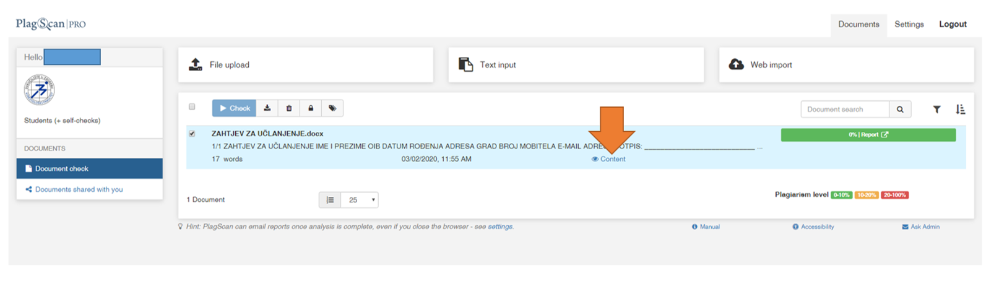 PlagScan|PRO
Documents Settings Logout
Hello
File upload
Text input
Web import
Students (+ self-checks)
DOCUMENTS
Document check
Documents shared with you
Check
Document search
ZAHTJEV ZA UČLANJENJE.docx
0% | Report
1/1 ZAHTJEV ZA UČLANJENJE IME I PREZIME OIB DATUM ROĐENJA ADRESA GRAD BROJ MOBITELA E-MAIL OTPIS: ____________________________ ...
17 words 03/02/2020, 11:55 AM Content
1 Document 25
Plagiarism level 0-10% 10-20% 20-100%
Hint: PlagScan can email reports once analysis is complete, even if you close the browser - see settings.
Manual Accessibility Ask Admin